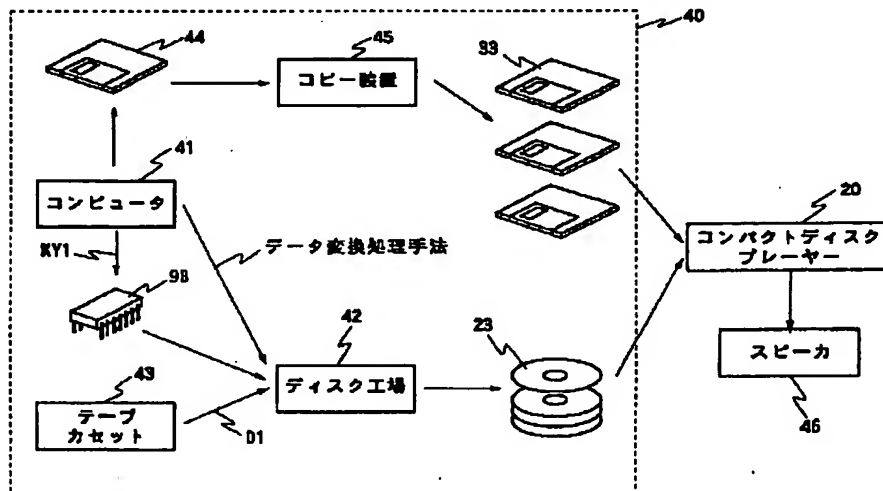 44
45
33
40
コピー装置
41
コンピュータ
20
コンパクトディスク
プレーヤー
KY1
データ変換処理手法
9B
42
23
43
ディスク工場
スピーカ
テープ
カセット
D1
46